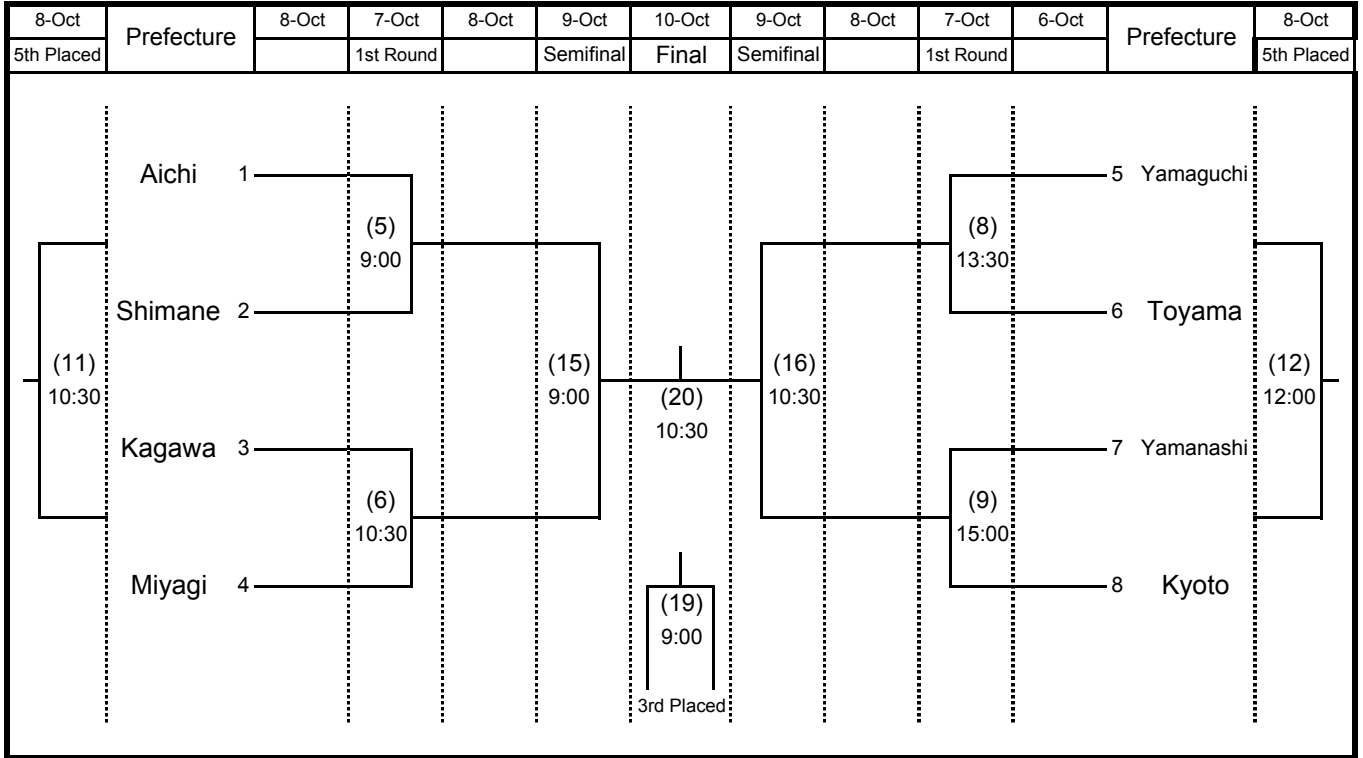 8-Oct Prefecture 8-Oct 7-Oct 8-Oct 9-Oct 10-Oct 9-Oct 8-Oct 7-Oct 6-Oct Prefecture 8-Oct
5th Placed 1st Round Semifinal Final Semifinal 1st Round 5th Placed
Aichi 1 5 Yamaguchi
(5) (8)
9:00 13:30
Shimane 2 6 Toyama
(11) (15) (16) (12)
10:30 9:00 (20) 10:30 12:00
10:30
Kagawa 3 7 Yamanashi
(6) (9)
10:30 15:00
Miyagi 4 8 Kyoto
(19)
9:00
3rd Placed